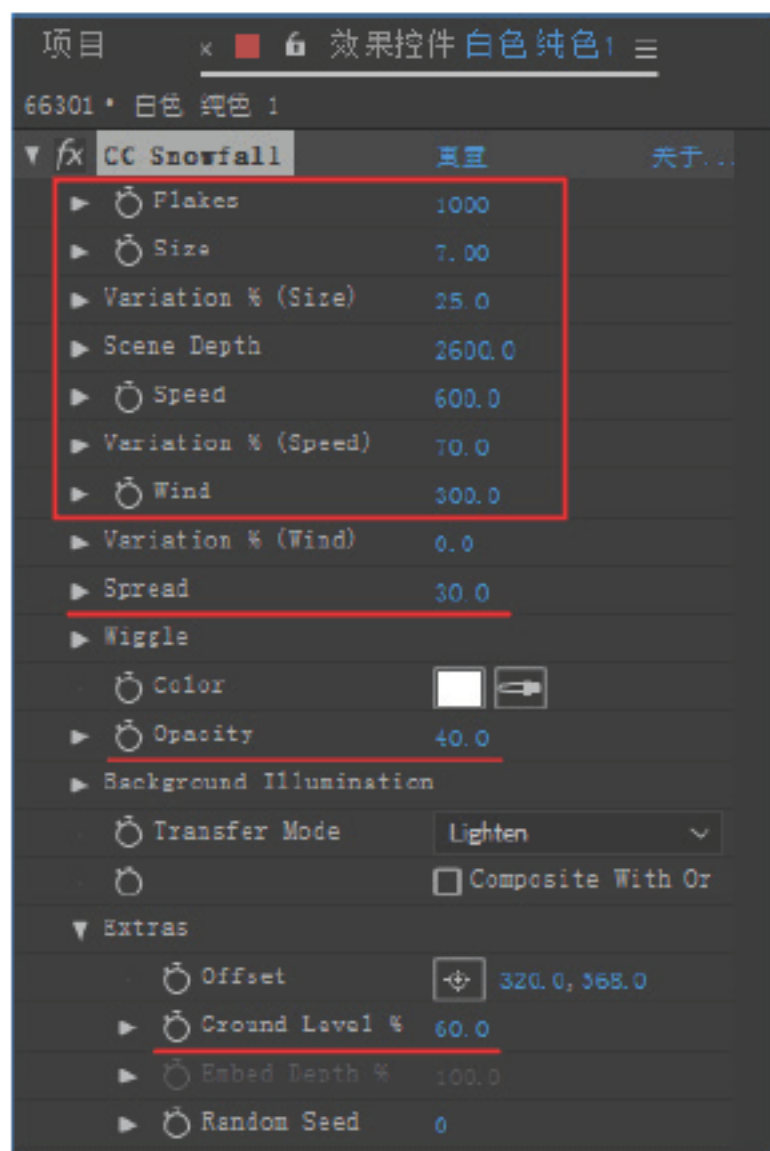 项目 × 效果控件 白色 纯色1 ≡
66301 • 白色 纯色 1
fx CC Snowfall 重置 关于...
Flakes 1000
Size 7.00
Variation % (Size) 25.0
Scene Depth 2600.0
Speed 600.0
Variation % (Speed) 70.0
Wind 300.0
Variation % (Wind) 0.0
Spread 30.0
Wiggle
Color
Opacity 40.0
Background Illumination
Transfer Mode Lighten
Composite With Or
Extras
Offset 320.0, 568.0
Ground Level % 60.0
Embed Depth % 100.0
Random Seed 0